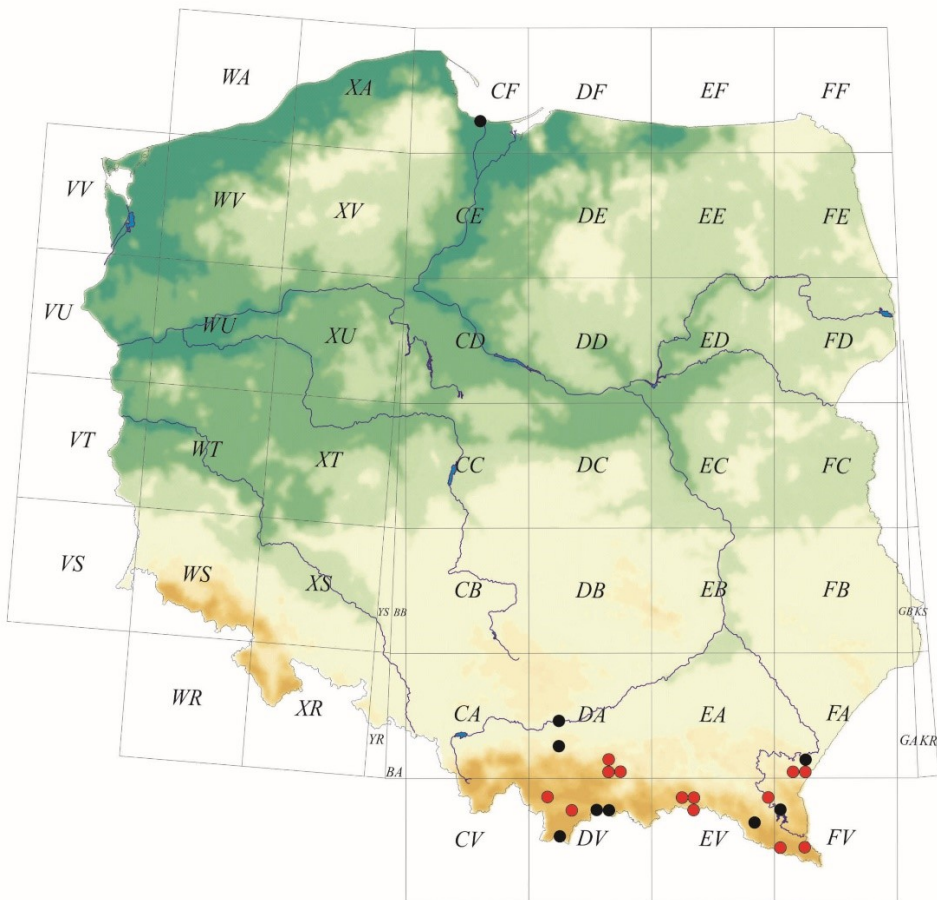 WA XA CF DF EF FF
VV WV XV CE DE EE FE
VU WU XU CD DD ED FD
VT WT XT CC DC EC FC
VS WS XS YS BB CB DB EB FB GB KS
WR XR YR CA DA EA FA GA KR
BA
CV DV EV FV